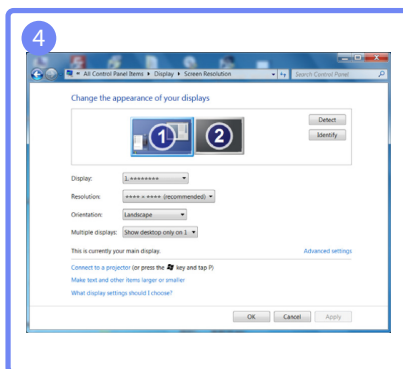 4
« All Control Panel Items ▸ Display ▸ Screen Resolution
Search Control Panel
Change the appearance of your displays
1 2
Detect
Identify
Display: 1.********
Resolution: **** × **** (recommended)
Orientation: Landscape
Multiple displays: Show desktop only on 1
This is currently your main display.
Advanced settings
Connect to a projector (or press the key and tap P)
Make text and other items larger or smaller
What display settings should I choose?
OK Cancel Apply